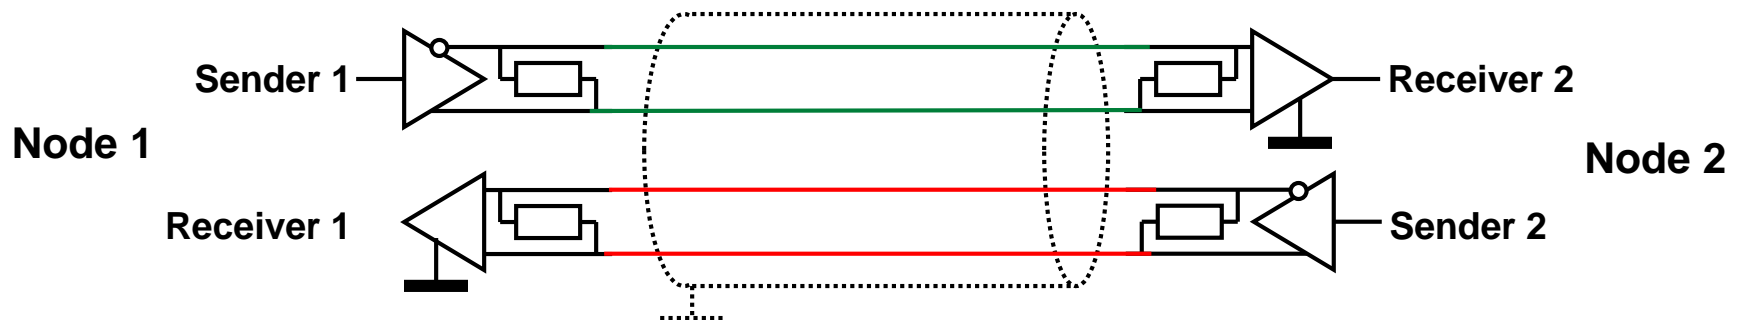 Sender 1
Receiver 2
Node 1
Node 2
Receiver 1
Sender 2